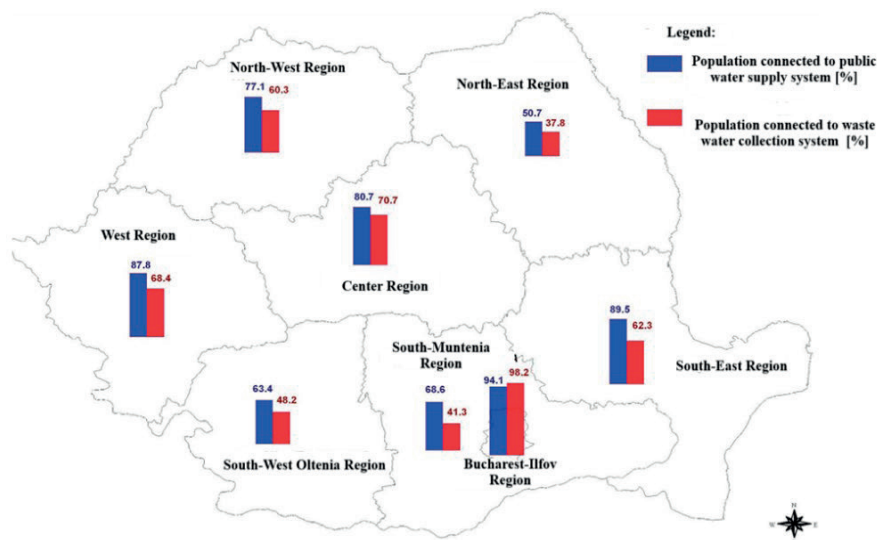 Legend:
Population connected to public
water supply system [%]
Population connected to waste
water collection system [%]
North-West Region
77.1 60.3
North-East Region
50.7 37.8
80.7 70.7
Center Region
West Region
87.8 68.4
89.5 62.3
South-East Region
South-Muntenia
Region
68.6 41.3
94.1 98.2
Bucharest-Ilfov
Region
63.4 48.2
South-West Oltenia Region
N
W E